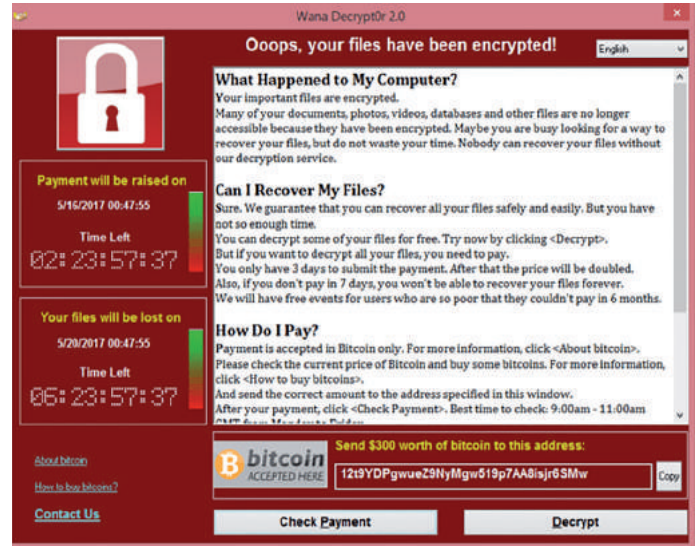 Wana Decrypt0r 2.0
Ooops, your files have been encrypted!
English
What Happened to My Computer?
Your important files are encrypted.
Many of your documents, photos, videos, databases and other files are no longer
accessible because they have been encrypted. Maybe you are busy looking for a way to
recover your files, but do not waste your time. Nobody can recover your files without
our decryption service.
Can I Recover My Files?
Sure. We guarantee that you can recover all your files safely and easily. But you have
not so enough time.
You can decrypt some of your files for free. Try now by clicking <Decrypt>.
But if you want to decrypt all your files, you need to pay.
You only have 3 days to submit the payment. After that the price will be doubled.
Also, if you don't pay in 7 days, you won't be able to recover your files forever.
We will have free events for users who are so poor that they couldn't pay in 6 months.
How Do I Pay?
Payment is accepted in Bitcoin only. For more information, click <About bitcoin>.
Please check the current price of Bitcoin and buy some bitcoins. For more information,
click <How to buy bitcoins>.
And send the correct amount to the address specified in this window.
After your payment, click <Check Payment>. Best time to check: 9:00am - 11:00am
GMT from Monday to Friday.
Payment will be raised on
5/16/2017 00:47:55
Time Left
02:23:57:37
Your files will be lost on
5/20/2017 00:47:55
Time Left
06:23:57:37
About bitcoin
How to buy bitcoins?
Contact Us
bitcoin
ACCEPTED HERE
Send $300 worth of bitcoin to this address:
12t9YDPgwueZ9NyMgw519p7AA8isjr6SMw
Copy
Check Payment
Decrypt